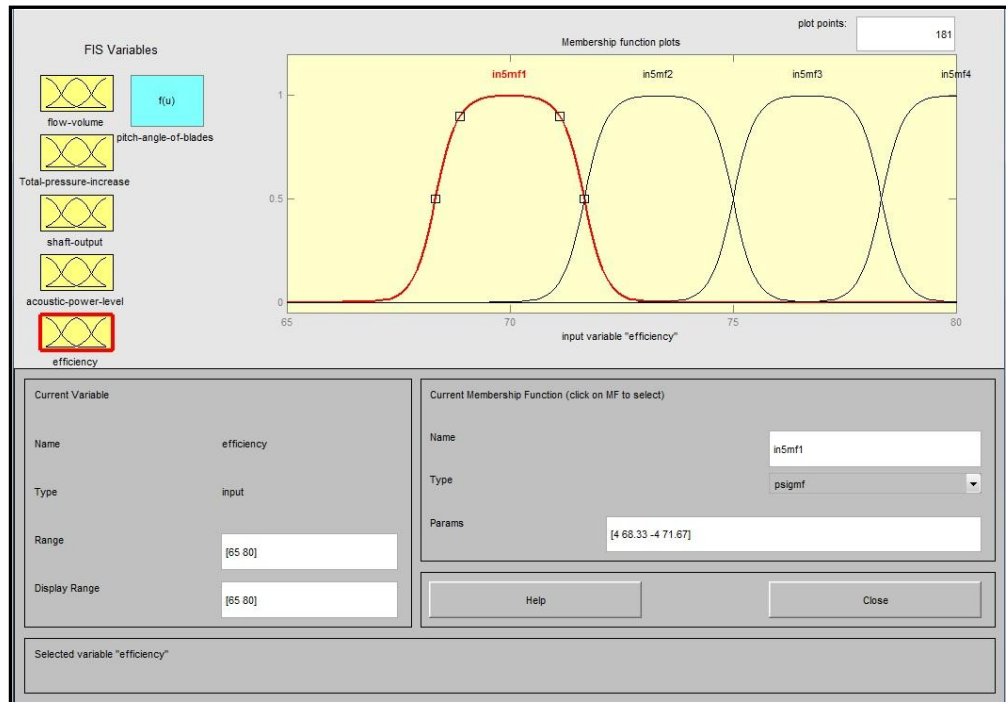 plot points:
181
FIS Variables
Membership function plots
flow-volume
f(u)
pitch-angle-of-blades
Total-pressure-increase
shaft-output
acoustic-power-level
efficiency
in5mf1
in5mf2
in5mf3
in5mf4
1
0.5
0
65
70
75
80
input variable "efficiency"
Current Variable
Name
efficiency
Type
input
Range
[65 80]
Display Range
[65 80]
Current Membership Function (click on MF to select)
Name
in5mf1
Type
psigmf
Params
[4 68.33 -4 71.67]
Help
Close
Selected variable "efficiency"